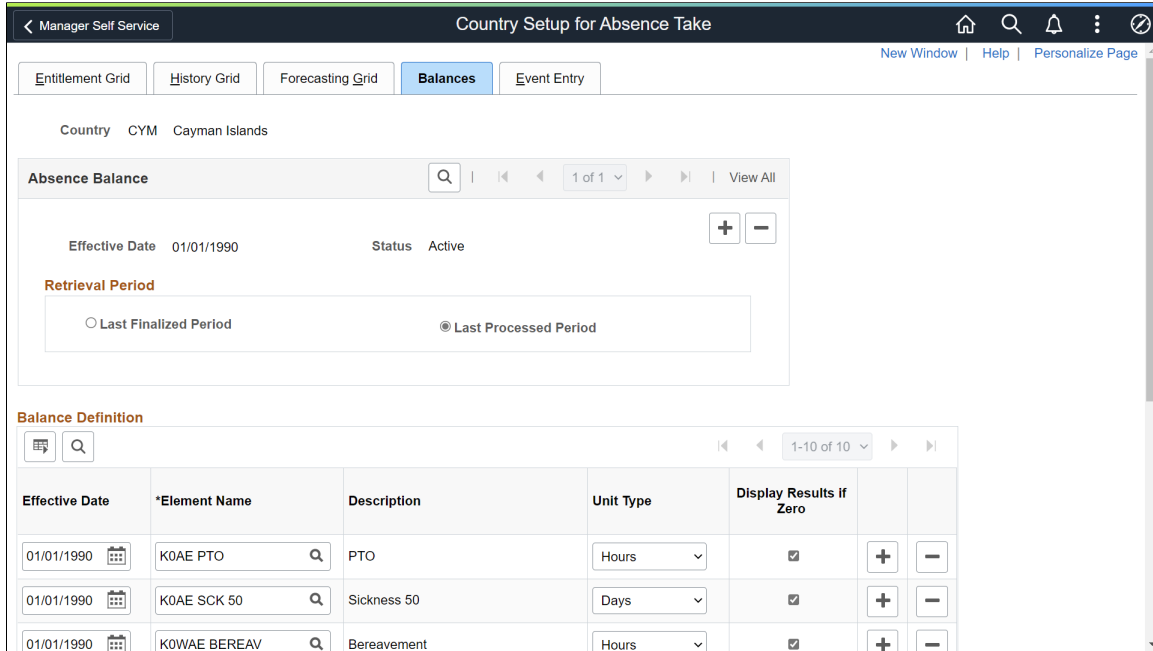 Manager Self Service
Country Setup for Absence Take
New Window | Help | Personalize Page
Entitlement Grid History Grid Forecasting Grid Balances Event Entry
Country CYM Cayman Islands
Absence Balance | 1 of 1 | View All
Effective Date 01/01/1990 Status Active
Retrieval Period
Last Finalized Period Last Processed Period
Balance Definition
1-10 of 10
Effective Date *Element Name Description Unit Type Display Results if Zero
01/01/1990 K0AE PTO PTO Hours
01/01/1990 K0AE SCK 50 Sickness 50 Days
01/01/1990 K0WAE BEREAV Bereavement Hours